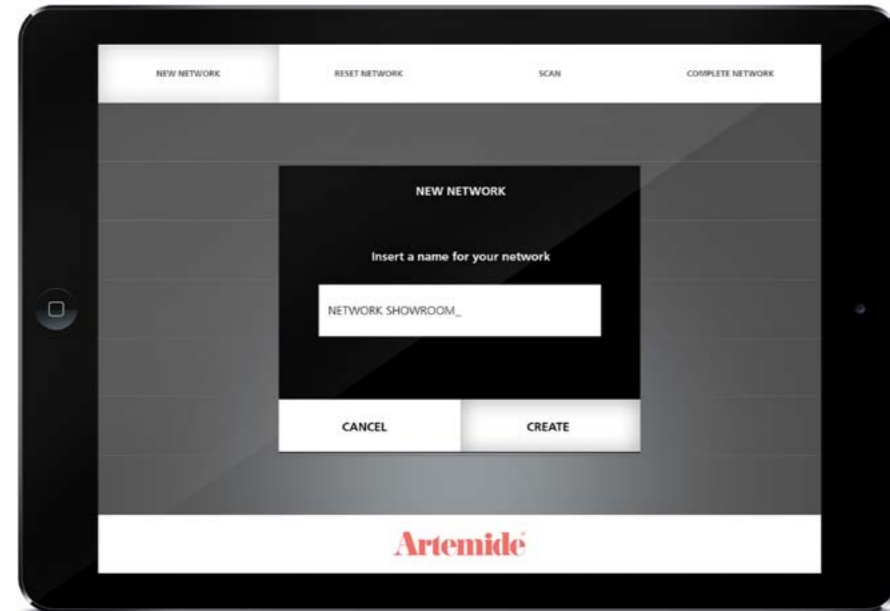 NEW NETWORK
RESET NETWORK
SCAN
COMPLETE NETWORK
NEW NETWORK
Insert a name for your network
NETWORK SHOWROOM_
CANCEL
CREATE
Artemide